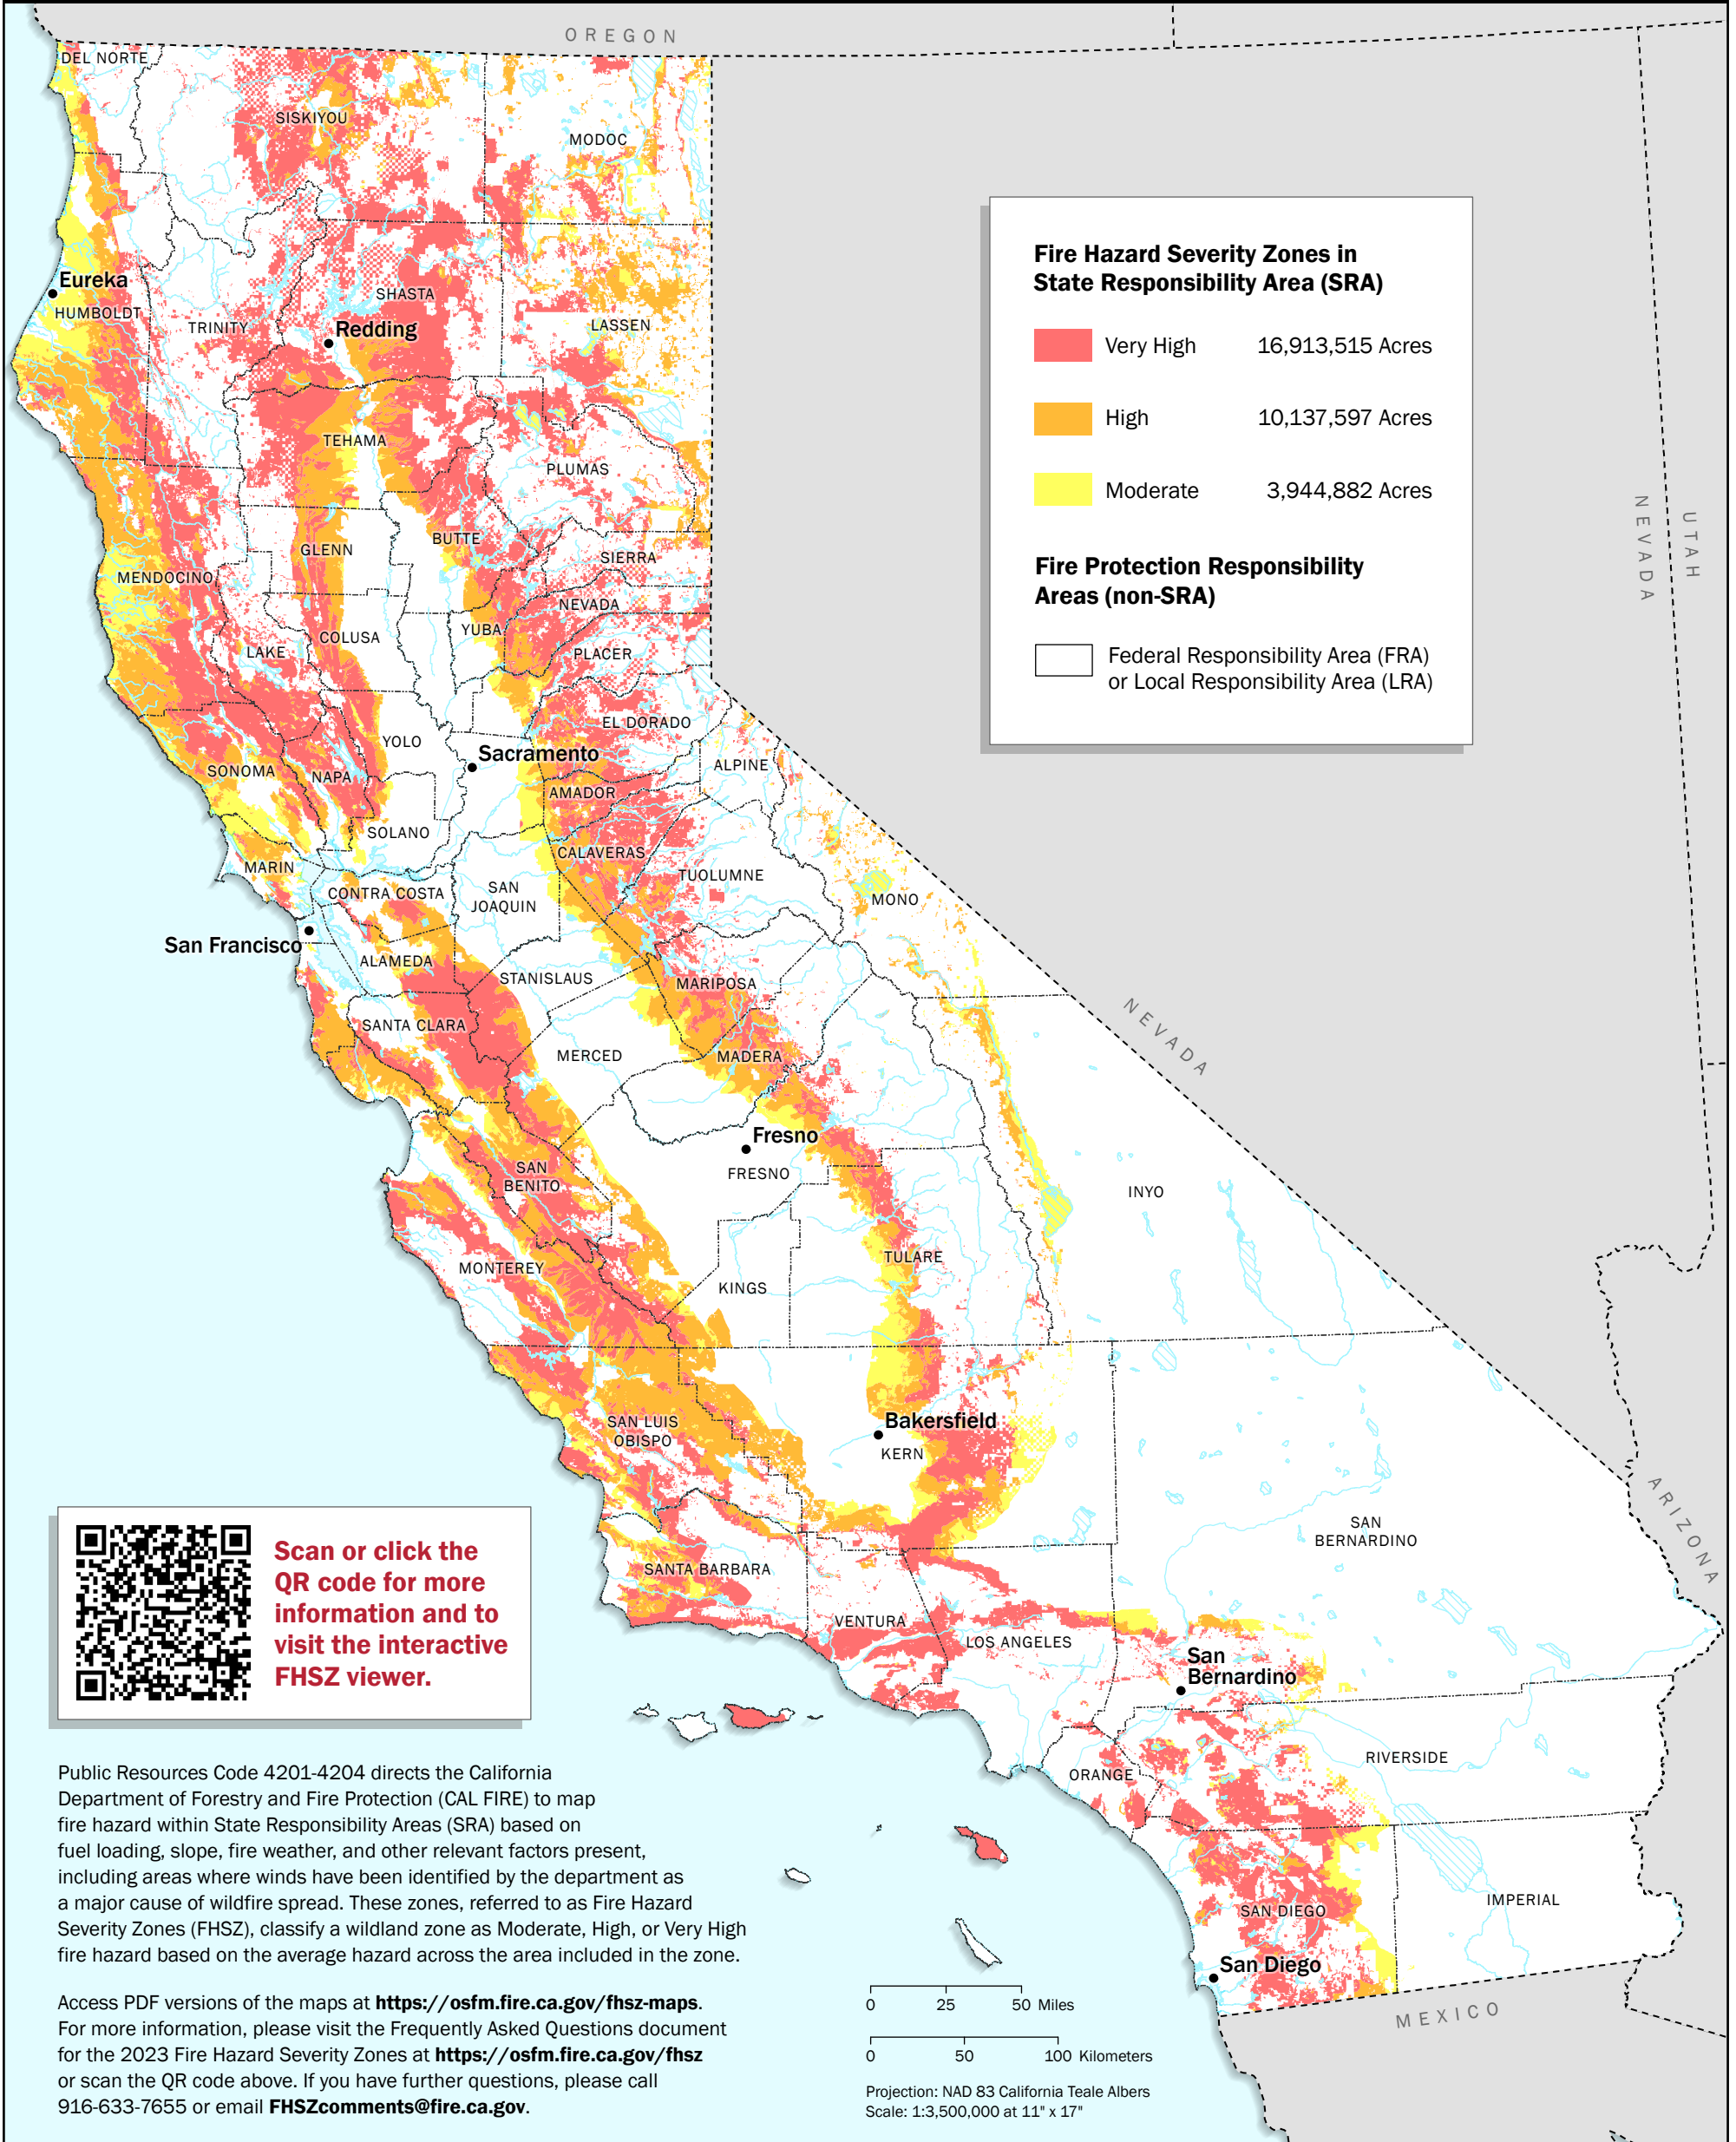 OREGON
DEL NORTE
SISKIYOU
MODOC
Eureka
HUMBOLDT
TRINITY
SHASTA
Redding
LASSEN
TEHAMA
PLUMAS
GLENN
BUTTE
SIERRA
MENDOCINO
NEVADA
COLUSA
YUBA
LAKE
PLACER
EL DORADO
YOLO
Sacramento
ALPINE
SONOMA
NAPA
AMADOR
SOLANO
CALAVERAS
MARIN
TUOLUMNE
CONTRA COSTA
SAN
JOAQUIN
MONO
San Francisco
ALAMEDA
STANISLAUS
MARIPOSA
SANTA CLARA
MERCED
MADERA
NEVADA
Fresno
FRESNO
SAN
BENITO
INYO
MONTEREY
TULARE
KINGS
Bakersfield
KERN
SAN LUIS
OBISPO
SAN
BERNARDINO
SANTA BARBARA
VENTURA
LOS ANGELES
San
Bernardino
RIVERSIDE
ORANGE
IMPERIAL
SAN DIEGO
San Diego
MEXICO
NEVADA
UTAH
ARIZONA
Fire Hazard Severity Zones in
State Responsibility Area (SRA)
Very High 16,913,515 Acres
High 10,137,597 Acres
Moderate 3,944,882 Acres
Fire Protection Responsibility
Areas (non-SRA)
Federal Responsibility Area (FRA)
or Local Responsibility Area (LRA)
Scan or click the
QR code for more
information and to
visit the interactive
FHSZ viewer.
Public Resources Code 4201-4204 directs the California
Department of Forestry and Fire Protection (CAL FIRE) to map
fire hazard within State Responsibility Areas (SRA) based on
fuel loading, slope, fire weather, and other relevant factors present,
including areas where winds have been identified by the department as
a major cause of wildfire spread. These zones, referred to as Fire Hazard
Severity Zones (FHSZ), classify a wildland zone as Moderate, High, or Very High
fire hazard based on the average hazard across the area included in the zone.
Access PDF versions of the maps at https://osfm.fire.ca.gov/fhsz-maps.
For more information, please visit the Frequently Asked Questions document
for the 2023 Fire Hazard Severity Zones at https://osfm.fire.ca.gov/fhsz
or scan the QR code above. If you have further questions, please call
916-633-7655 or email FHSZcomments@fire.ca.gov.
0 25 50 Miles
0 50 100 Kilometers
Projection: NAD 83 California Teale Albers
Scale: 1:3,500,000 at 11" x 17"